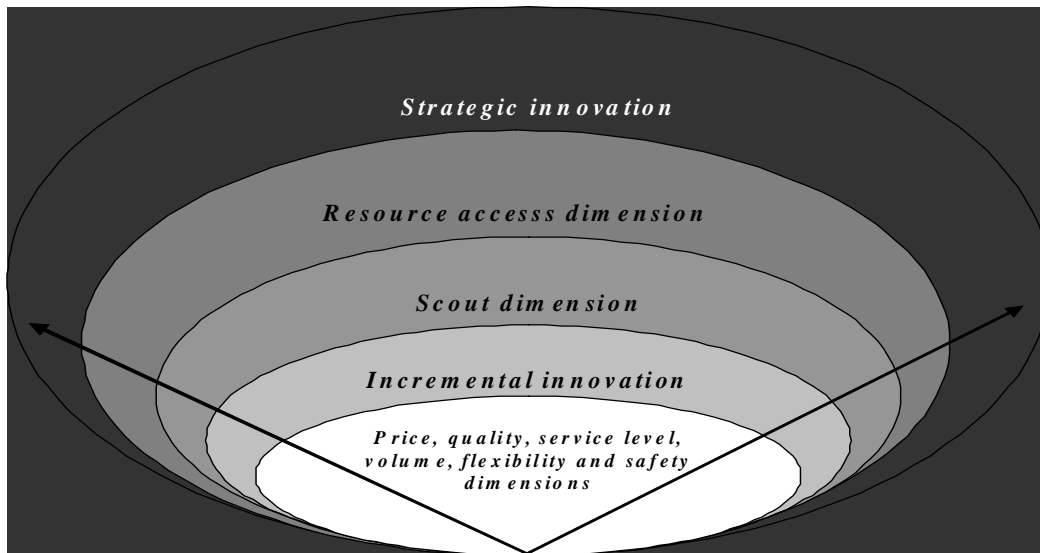 Strategic innovation
Resource accesss dimension
Scout dimension
Incremental innovation
Price, quality, service level,
volume, flexibility and safety
dimensions